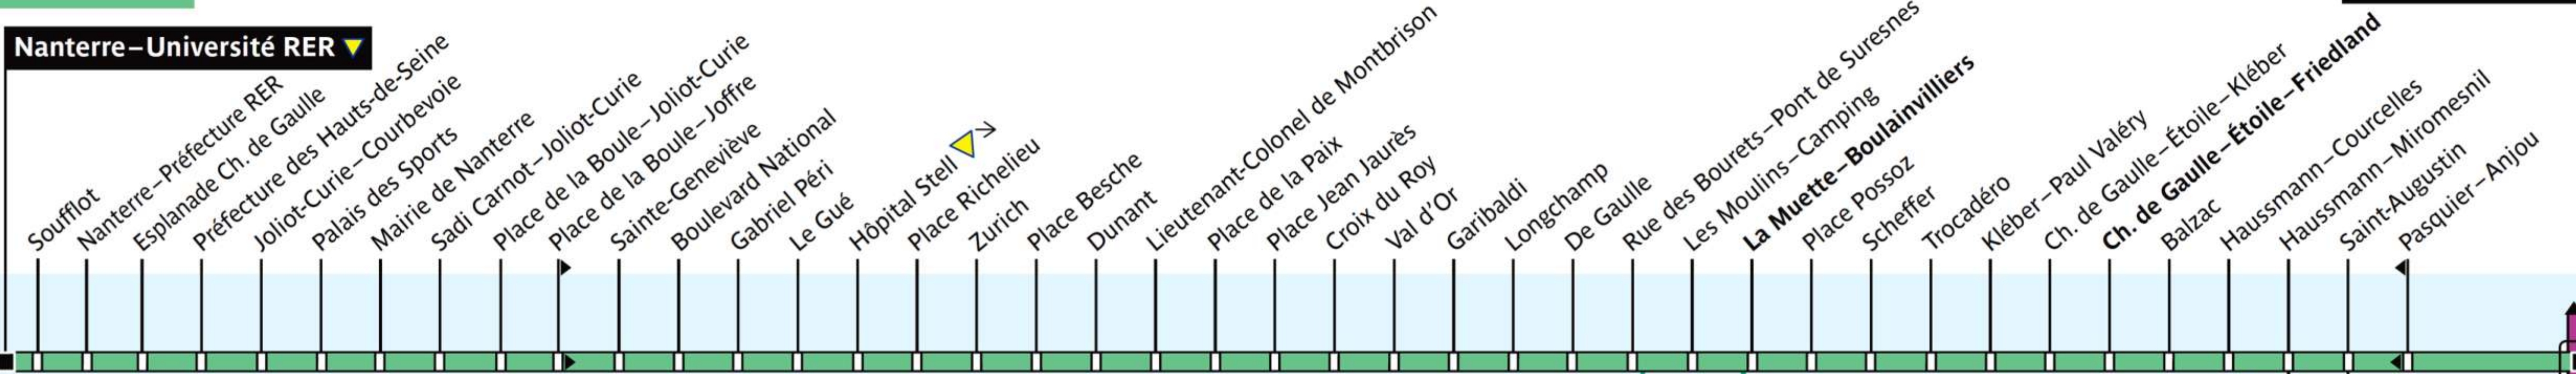 Nanterre–Université RER
Soufflot
Nanterre–Préfecture RER
Esplanade Ch. de Gaulle
Préfecture des Hauts-de-Seine
Joliot-Curie–Courbevoie
Palais des Sports
Mairie de Nanterre
Sadi Carnot–Joliot-Curie
Place de la Boule–Joliot-Curie
Place de la Boule–Joffre
Sainte-Geneviève
Boulevard National
Gabriel Péri
Le Gué
Hôpital Stell
Place Richelieu
Zurich
Place Besche
Dunant
Lieutenant-Colonel de Montbrison
Place de la Paix
Place Jean Jaurès
Croix du Roy
Val d'Or
Garibaldi
Longchamp
De Gaulle
Rue des Bourets–Pont de Suresnes
Les Moulins–Camping
La Muette–Boulainvilliers
Place Possoz
Scheffer
Trocadéro
Kléber–Paul Valéry
Ch. de Gaulle–Étoile–Kléber
Ch. de Gaulle–Étoile–Friedland
Balzac
Haussmann–Courcelles
Haussmann–Miromesnil
Saint-Augustin
Pasquier–Anjou